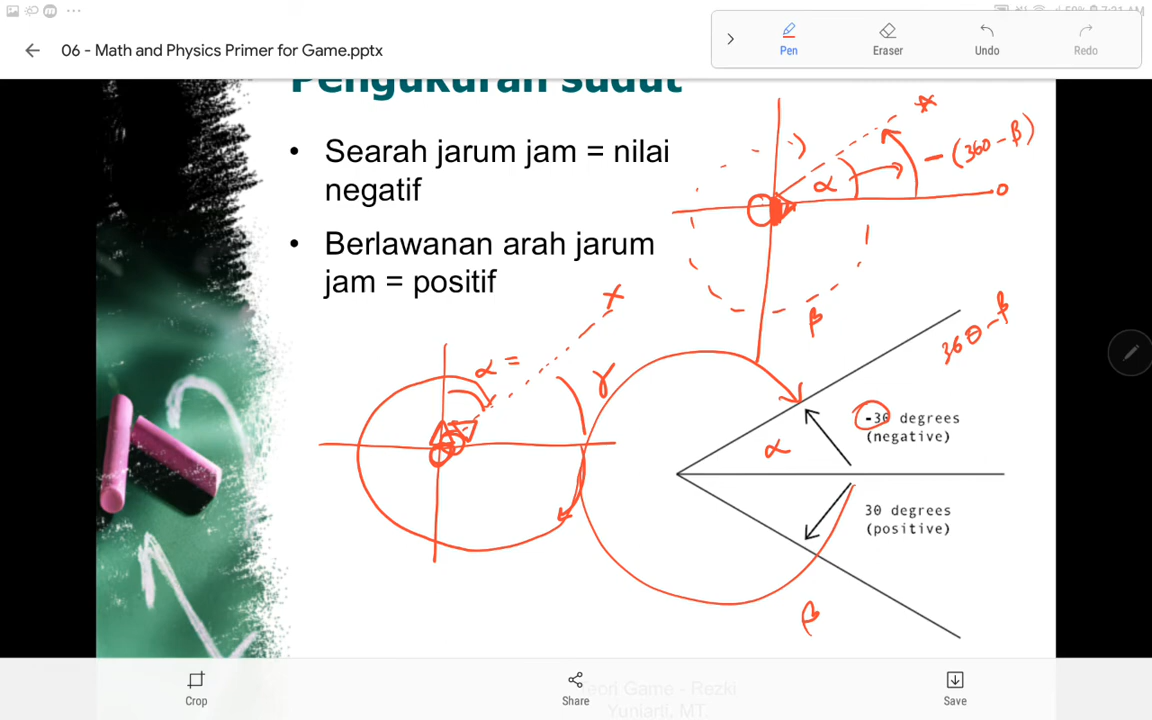 06 - Math and Physics Primer for Game.pptx
Pen
Eraser
Undo
Redo
Pengukuran sudut
• Searah jarum jam = nilai
negatif
• Berlawanan arah jarum
jam = positif
α
- (360 - β)
β
360 - β
α =
γ
-30 degrees
(negative)
α
30 degrees
(positive)
β
Teori Game - Rezki
Yuniarti, MT.
Crop
Share
Save